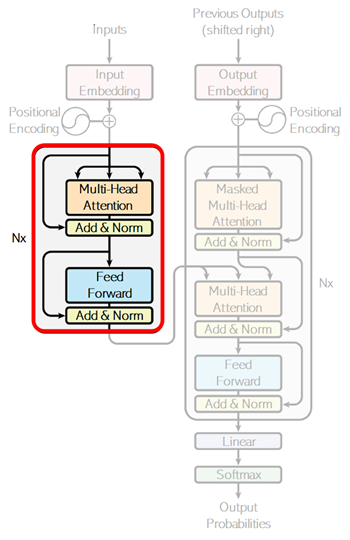 Inputs
Input
Embedding
Positional
Encoding
Nx
Multi-Head
Attention
Add & Norm
Feed
Forward
Add & Norm
Previous Outputs
(shifted right)
Output
Embedding
Positional
Encoding
Masked
Multi-Head
Attention
Add & Norm
Nx
Multi-Head
Attention
Add & Norm
Feed
Forward
Add & Norm
Linear
Softmax
Output
Probabilities